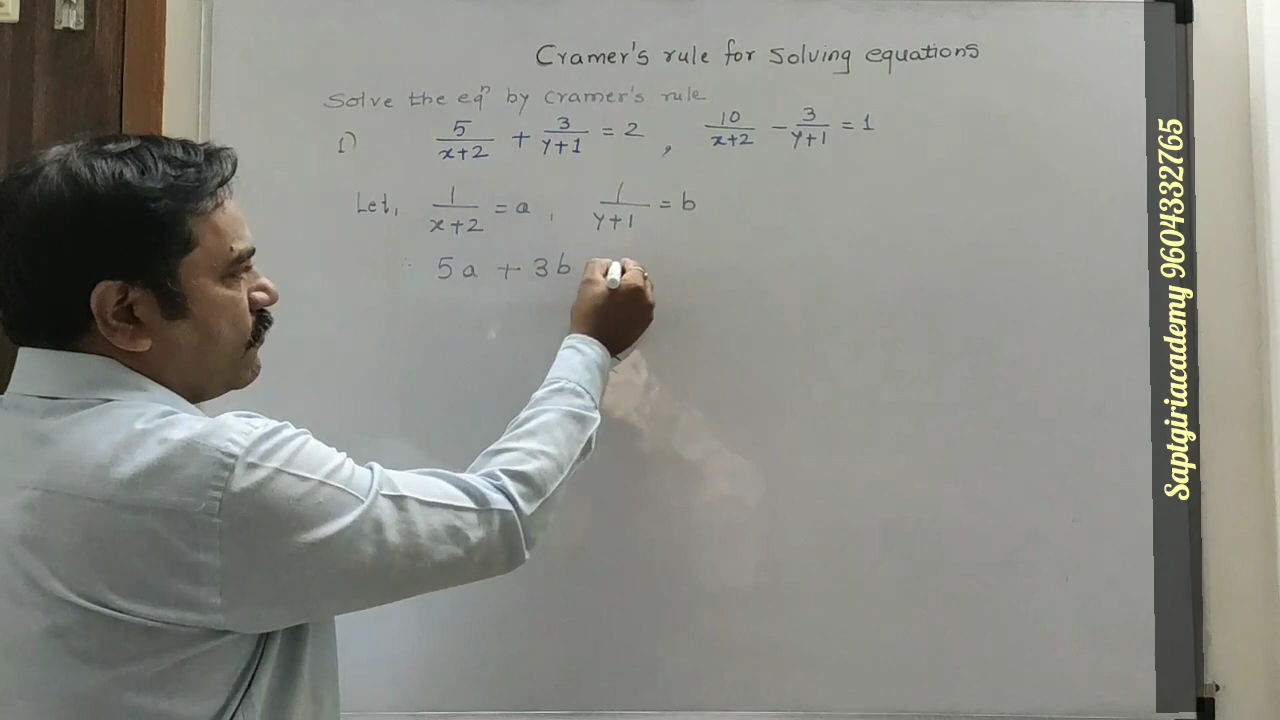 Cramer's rule for solving equations
Solve the eqⁿ by cramer's rule
1) 5/(x+2) + 3/(y+1) = 2 , 10/(x+2) - 3/(y+1) = 1
Let, 1/(x+2) = a , 1/(y+1) = b
5a + 3b
Saptgiriacademy 9604332765